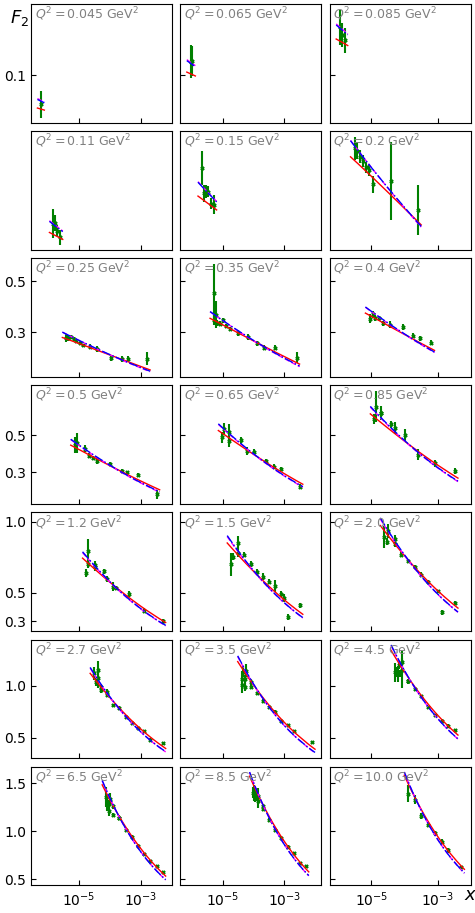 F₂
Q² = 0.045 GeV² Q² = 0.065 GeV² Q² = 0.085 GeV²
0.1
Q² = 0.11 GeV² Q² = 0.15 GeV² Q² = 0.2 GeV²
Q² = 0.25 GeV² Q² = 0.35 GeV² Q² = 0.4 GeV²
0.5
0.3
Q² = 0.5 GeV² Q² = 0.65 GeV² Q² = 0.85 GeV²
0.5
0.3
Q² = 1.2 GeV² Q² = 1.5 GeV² Q² = 2.0 GeV²
1.0
0.5
0.3
Q² = 2.7 GeV² Q² = 3.5 GeV² Q² = 4.5 GeV²
1.0
0.5
Q² = 6.5 GeV² Q² = 8.5 GeV² Q² = 10.0 GeV²
1.5
1.0
0.5
x
10⁻⁵ 10⁻³ 10⁻⁵ 10⁻³ 10⁻⁵ 10⁻³